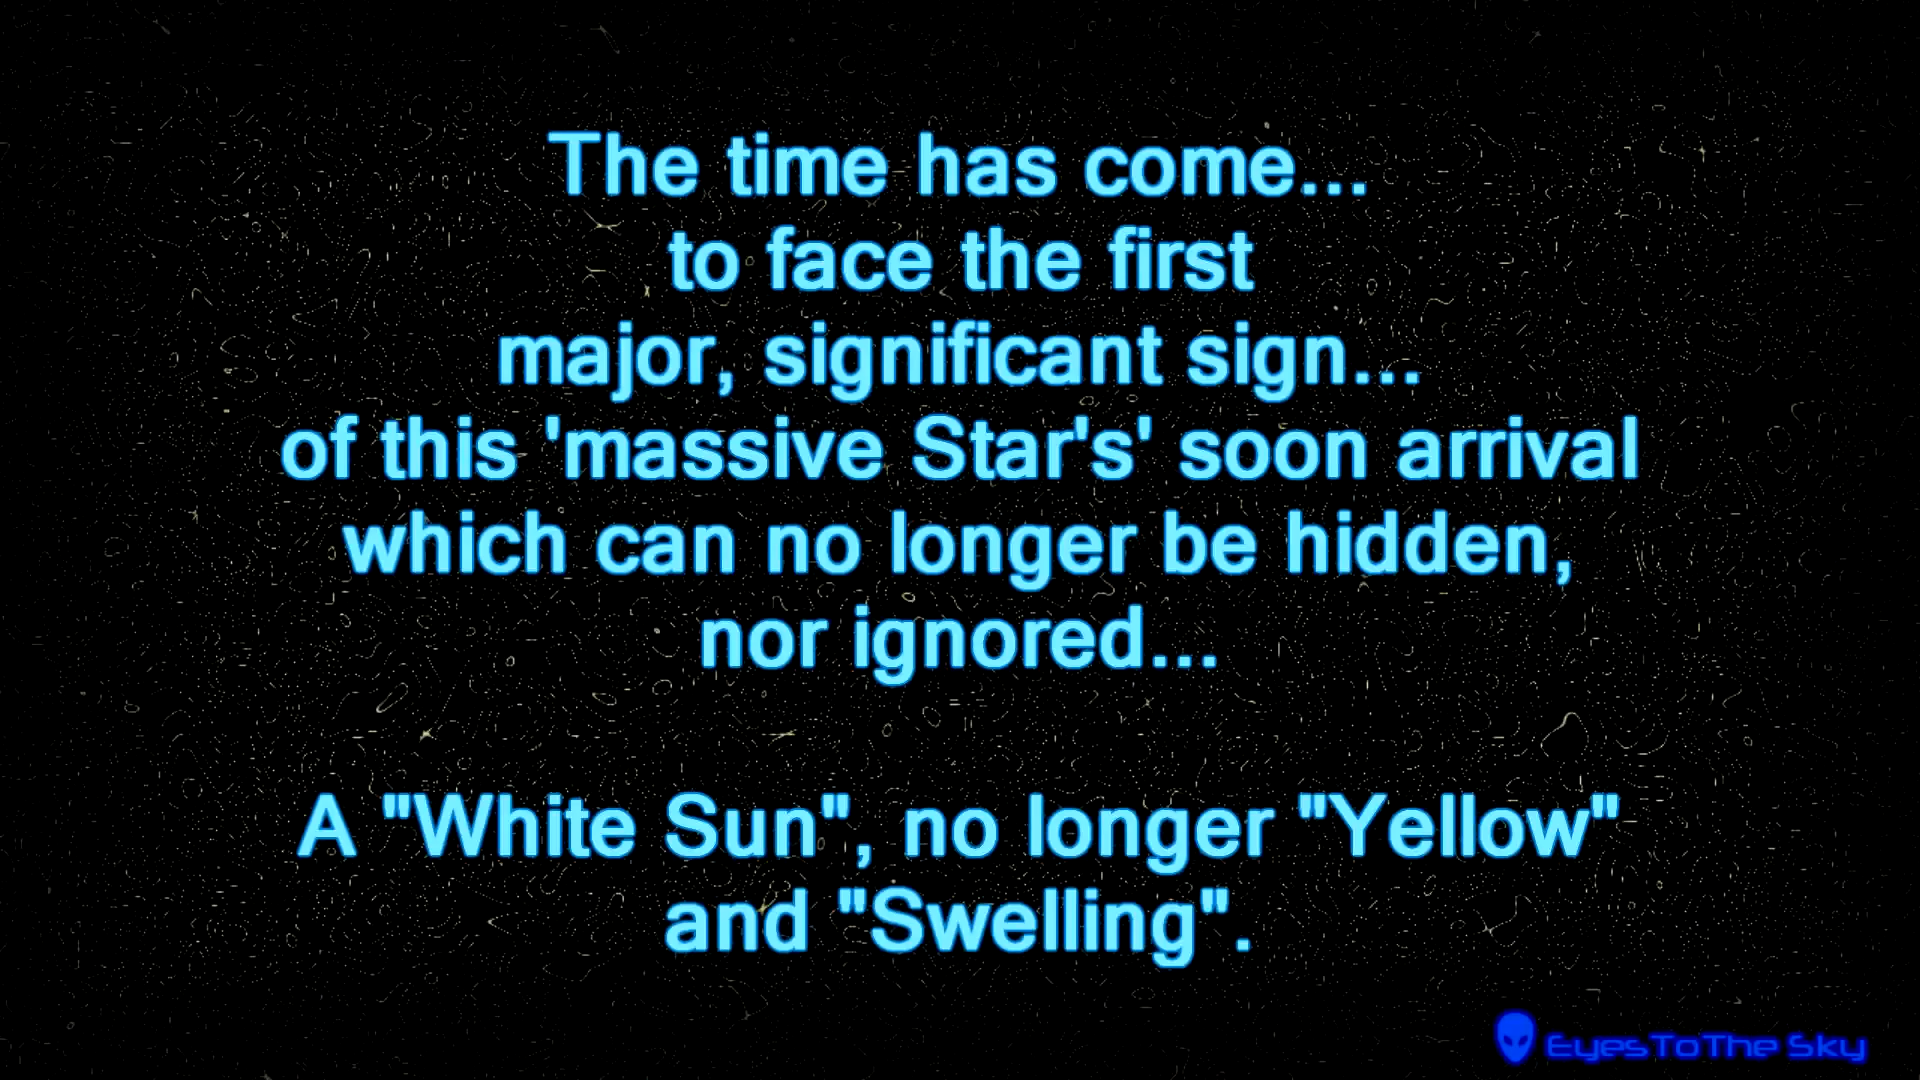 The time has come...
to face the first
major, significant sign...
of this 'massive Star's' soon arrival
which can no longer be hidden,
nor ignored...
A "White Sun", no longer "Yellow"
and "Swelling".
EyesToThe Sky